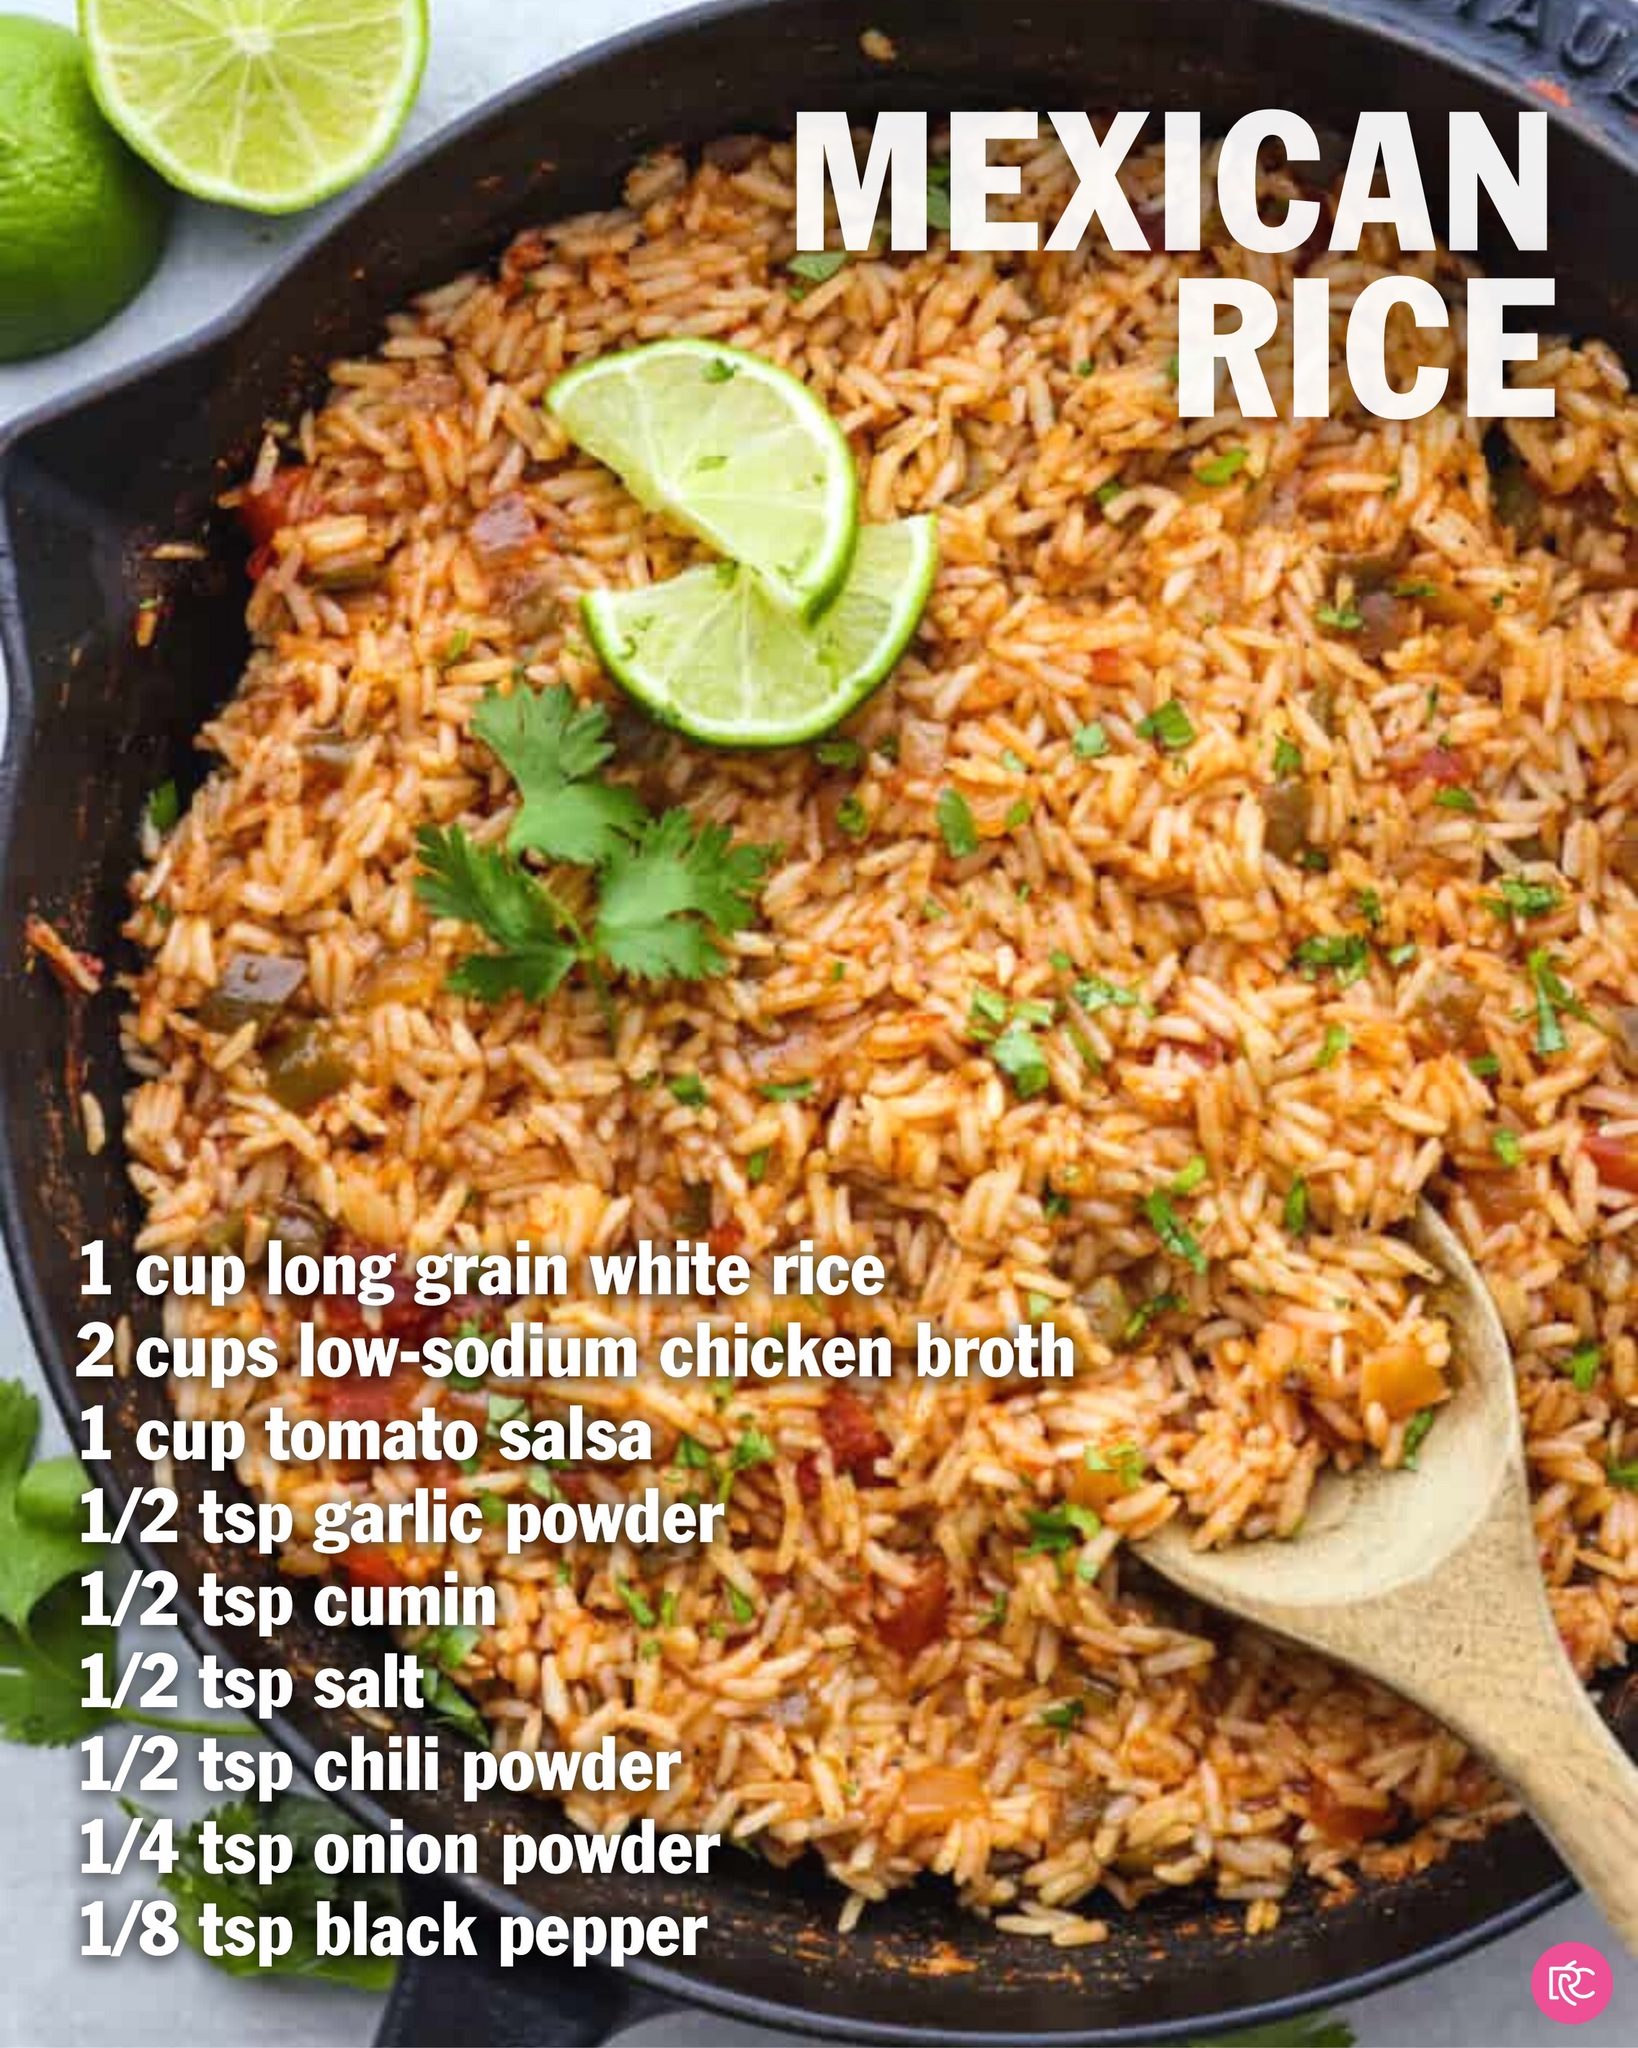 MEXICAN
RICE
1 cup long grain white rice
2 cups low-sodium chicken broth
1 cup tomato salsa
1/2 tsp garlic powder
1/2 tsp cumin
1/2 tsp salt
1/2 tsp chili powder
1/4 tsp onion powder
1/8 tsp black pepper